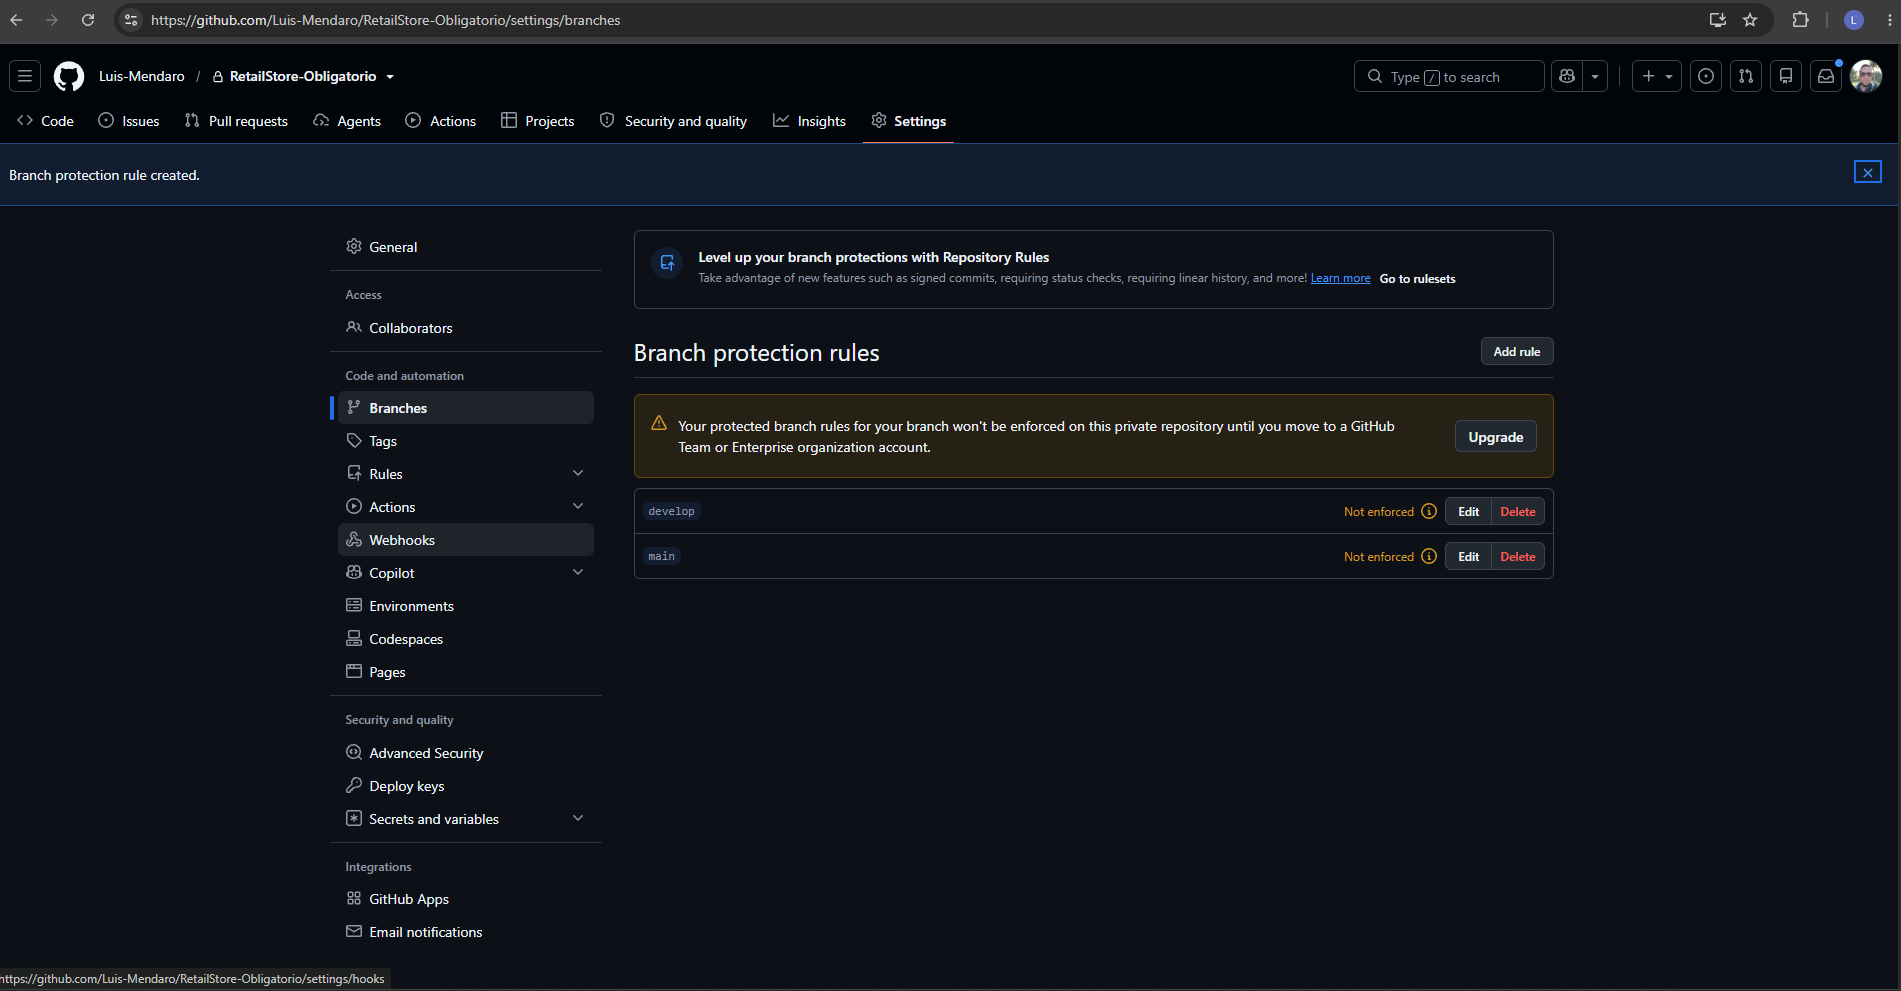 https://github.com/Luis-Mendaro/RetailStore-Obligatorio/settings/branches
L
Luis-Mendaro / RetailStore-Obligatorio
Type / to search
Code
Issues
Pull requests
Agents
Actions
Projects
Security and quality
Insights
Settings
Branch protection rule created.
General
Access
Collaborators
Code and automation
Branches
Tags
Rules
Actions
Webhooks
Copilot
Environments
Codespaces
Pages
Security and quality
Advanced Security
Deploy keys
Secrets and variables
Integrations
GitHub Apps
Email notifications
Level up your branch protections with Repository Rules
Take advantage of new features such as signed commits, requiring status checks, requiring linear history, and more! Learn more Go to rulesets
Branch protection rules
Add rule
Your protected branch rules for your branch won't be enforced on this private repository until you move to a GitHub
Team or Enterprise organization account.
Upgrade
develop Not enforced Edit Delete
main Not enforced Edit Delete
https://github.com/Luis-Mendaro/RetailStore-Obligatorio/settings/hooks